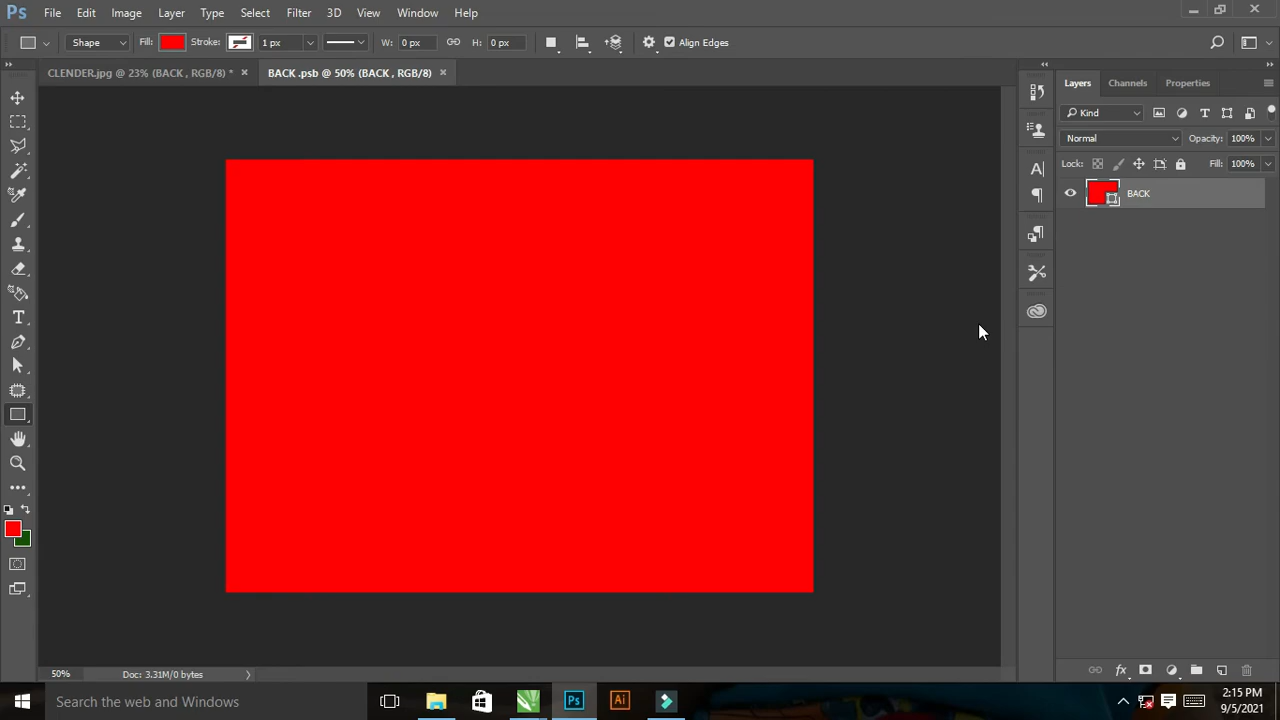 Ps File Edit Image Layer Type Select Filter 3D View Window Help
Shape Fill: Stroke: 1 px W: 0 px H: 0 px Align Edges
CLENDER.jpg @ 23% (BACK , RGB/8) * × BACK .psb @ 50% (BACK , RGB/8) ×
Layers Channels Properties
Kind
Normal Opacity: 100%
Lock: Fill: 100%
BACK
50% Doc: 3.31M/0 bytes
Search the web and Windows Ps Ai 2:15 PM
9/5/2021